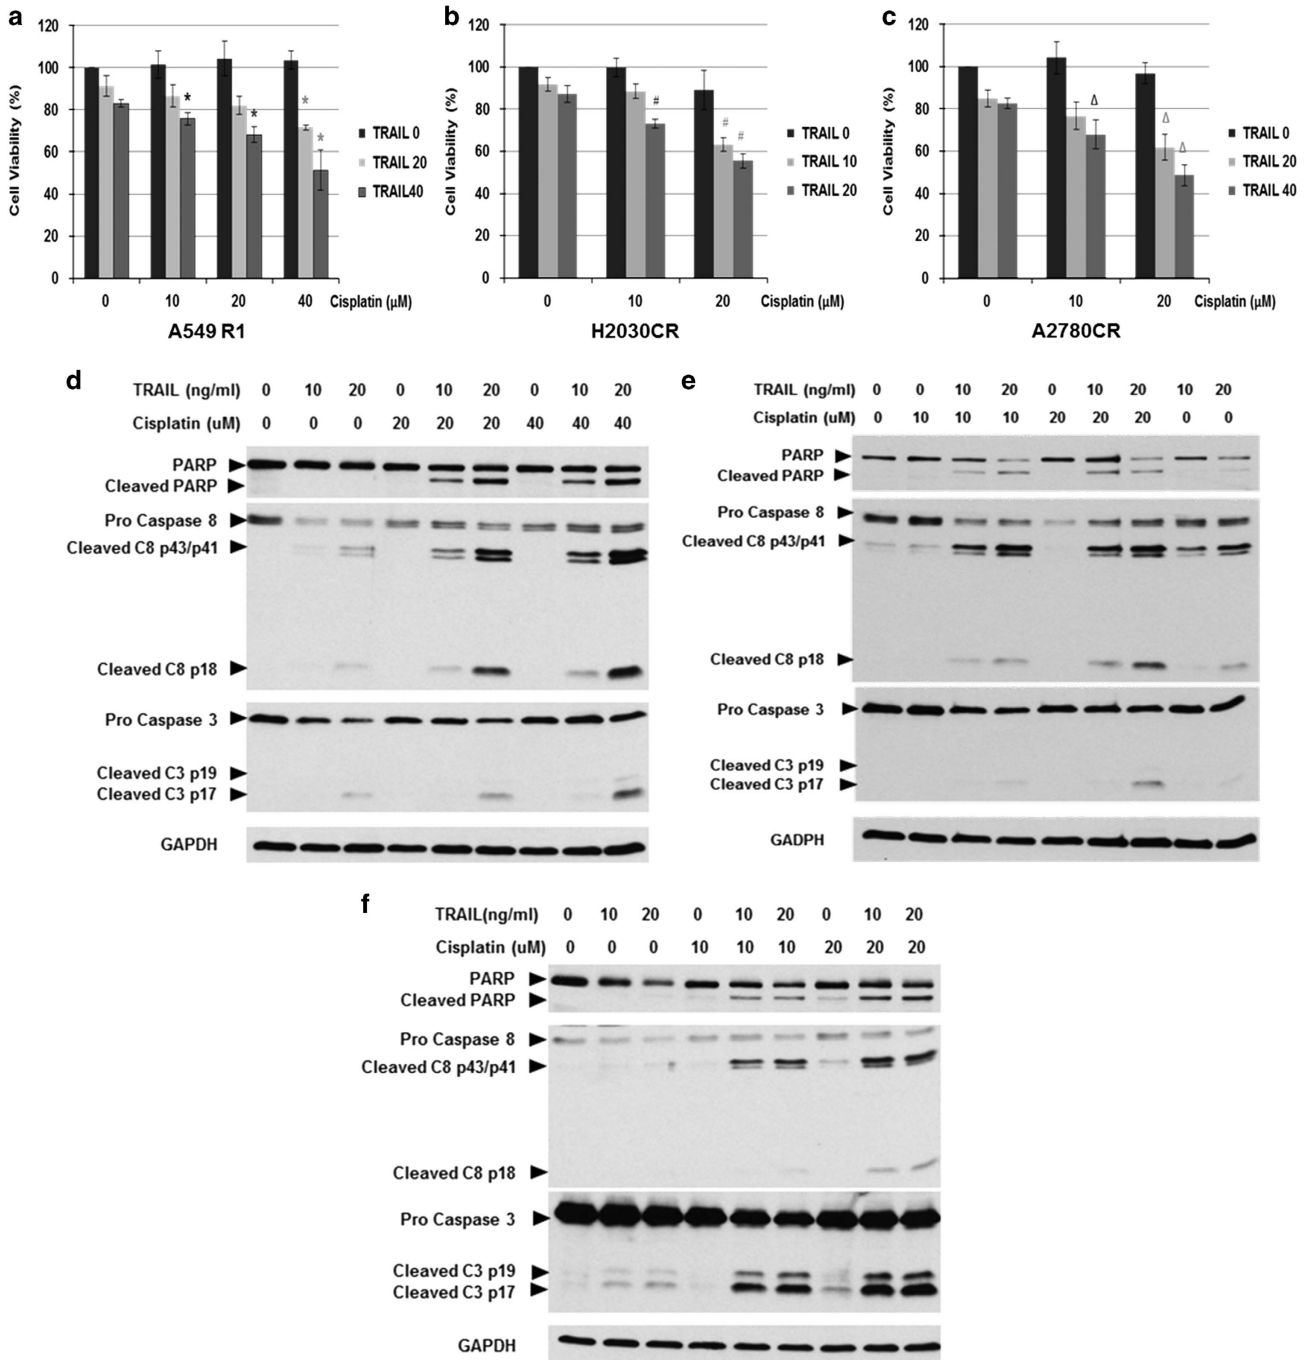 a
120
100
80
60
40
20
0
Cell Viability (%)
* * * *
TRAIL 0
TRAIL 20
TRAIL40
0 10 20 40 Cisplatin (µM)
A549 R1
b
120
100
80
60
40
20
0
Cell Viability (%)
# # #
TRAIL 0
TRAIL 10
TRAIL 20
0 10 20 Cisplatin (µM)
H2030CR
c
120
100
80
60
40
20
0
Cell Viability (%)
Δ Δ Δ
TRAIL 0
TRAIL 20
TRAIL 40
0 10 20 Cisplatin (µM)
A2780CR
d
TRAIL (ng/ml) 0 10 20 0 10 20 0 10 20
Cisplatin (uM) 0 0 0 20 20 20 40 40 40
PARP
Cleaved PARP
Pro Caspase 8
Cleaved C8 p43/p41
Cleaved C8 p18
Pro Caspase 3
Cleaved C3 p19
Cleaved C3 p17
GAPDH
e
TRAIL (ng/ml) 0 0 10 20 0 10 20 10 20
Cisplatin (uM) 0 10 10 10 20 20 20 0 0
PARP
Cleaved PARP
Pro Caspase 8
Cleaved C8 p43/p41
Cleaved C8 p18
Pro Caspase 3
Cleaved C3 p19
Cleaved C3 p17
GADPH
f
TRAIL(ng/ml) 0 10 20 0 10 20 0 10 20
Cisplatin (uM) 0 0 0 10 10 10 20 20 20
PARP
Cleaved PARP
Pro Caspase 8
Cleaved C8 p43/p41
Cleaved C8 p18
Pro Caspase 3
Cleaved C3 p19
Cleaved C3 p17
GAPDH